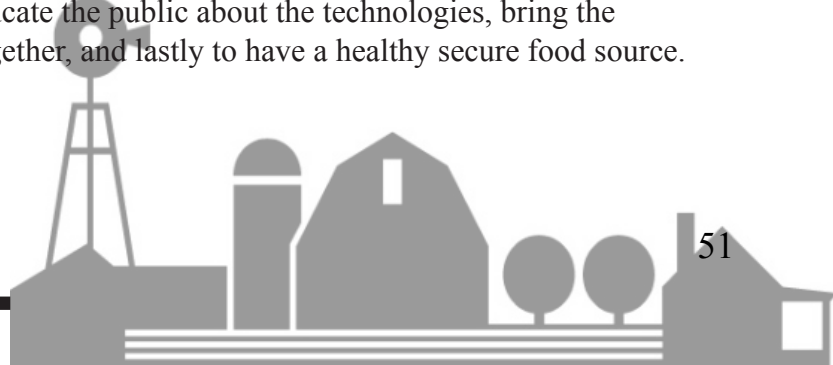 cate the public about the technologies, bring the
gether, and lastly to have a healthy secure food source.
51